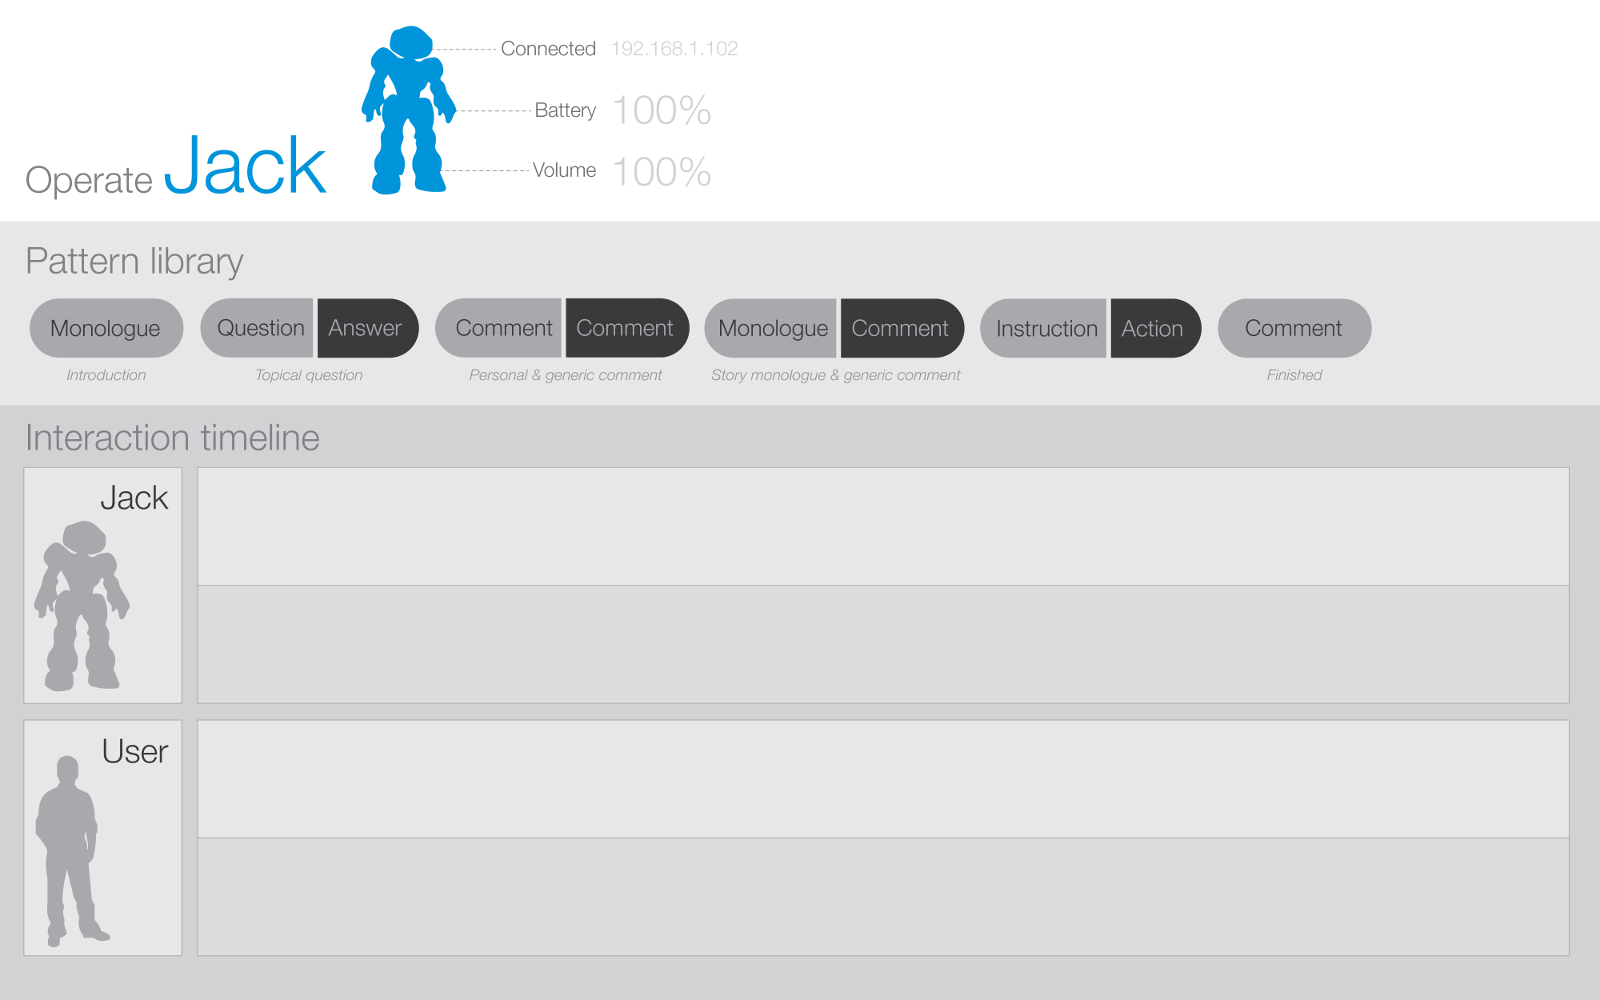 Operate Jack
Connected 192.168.1.102
Battery 100%
Volume 100%
Pattern library
Monologue
Introduction
Question Answer
Topical question
Comment Comment
Personal & generic comment
Monologue Comment
Story monologue & generic comment
Instruction Action
Comment
Finished
Interaction timeline
Jack
User